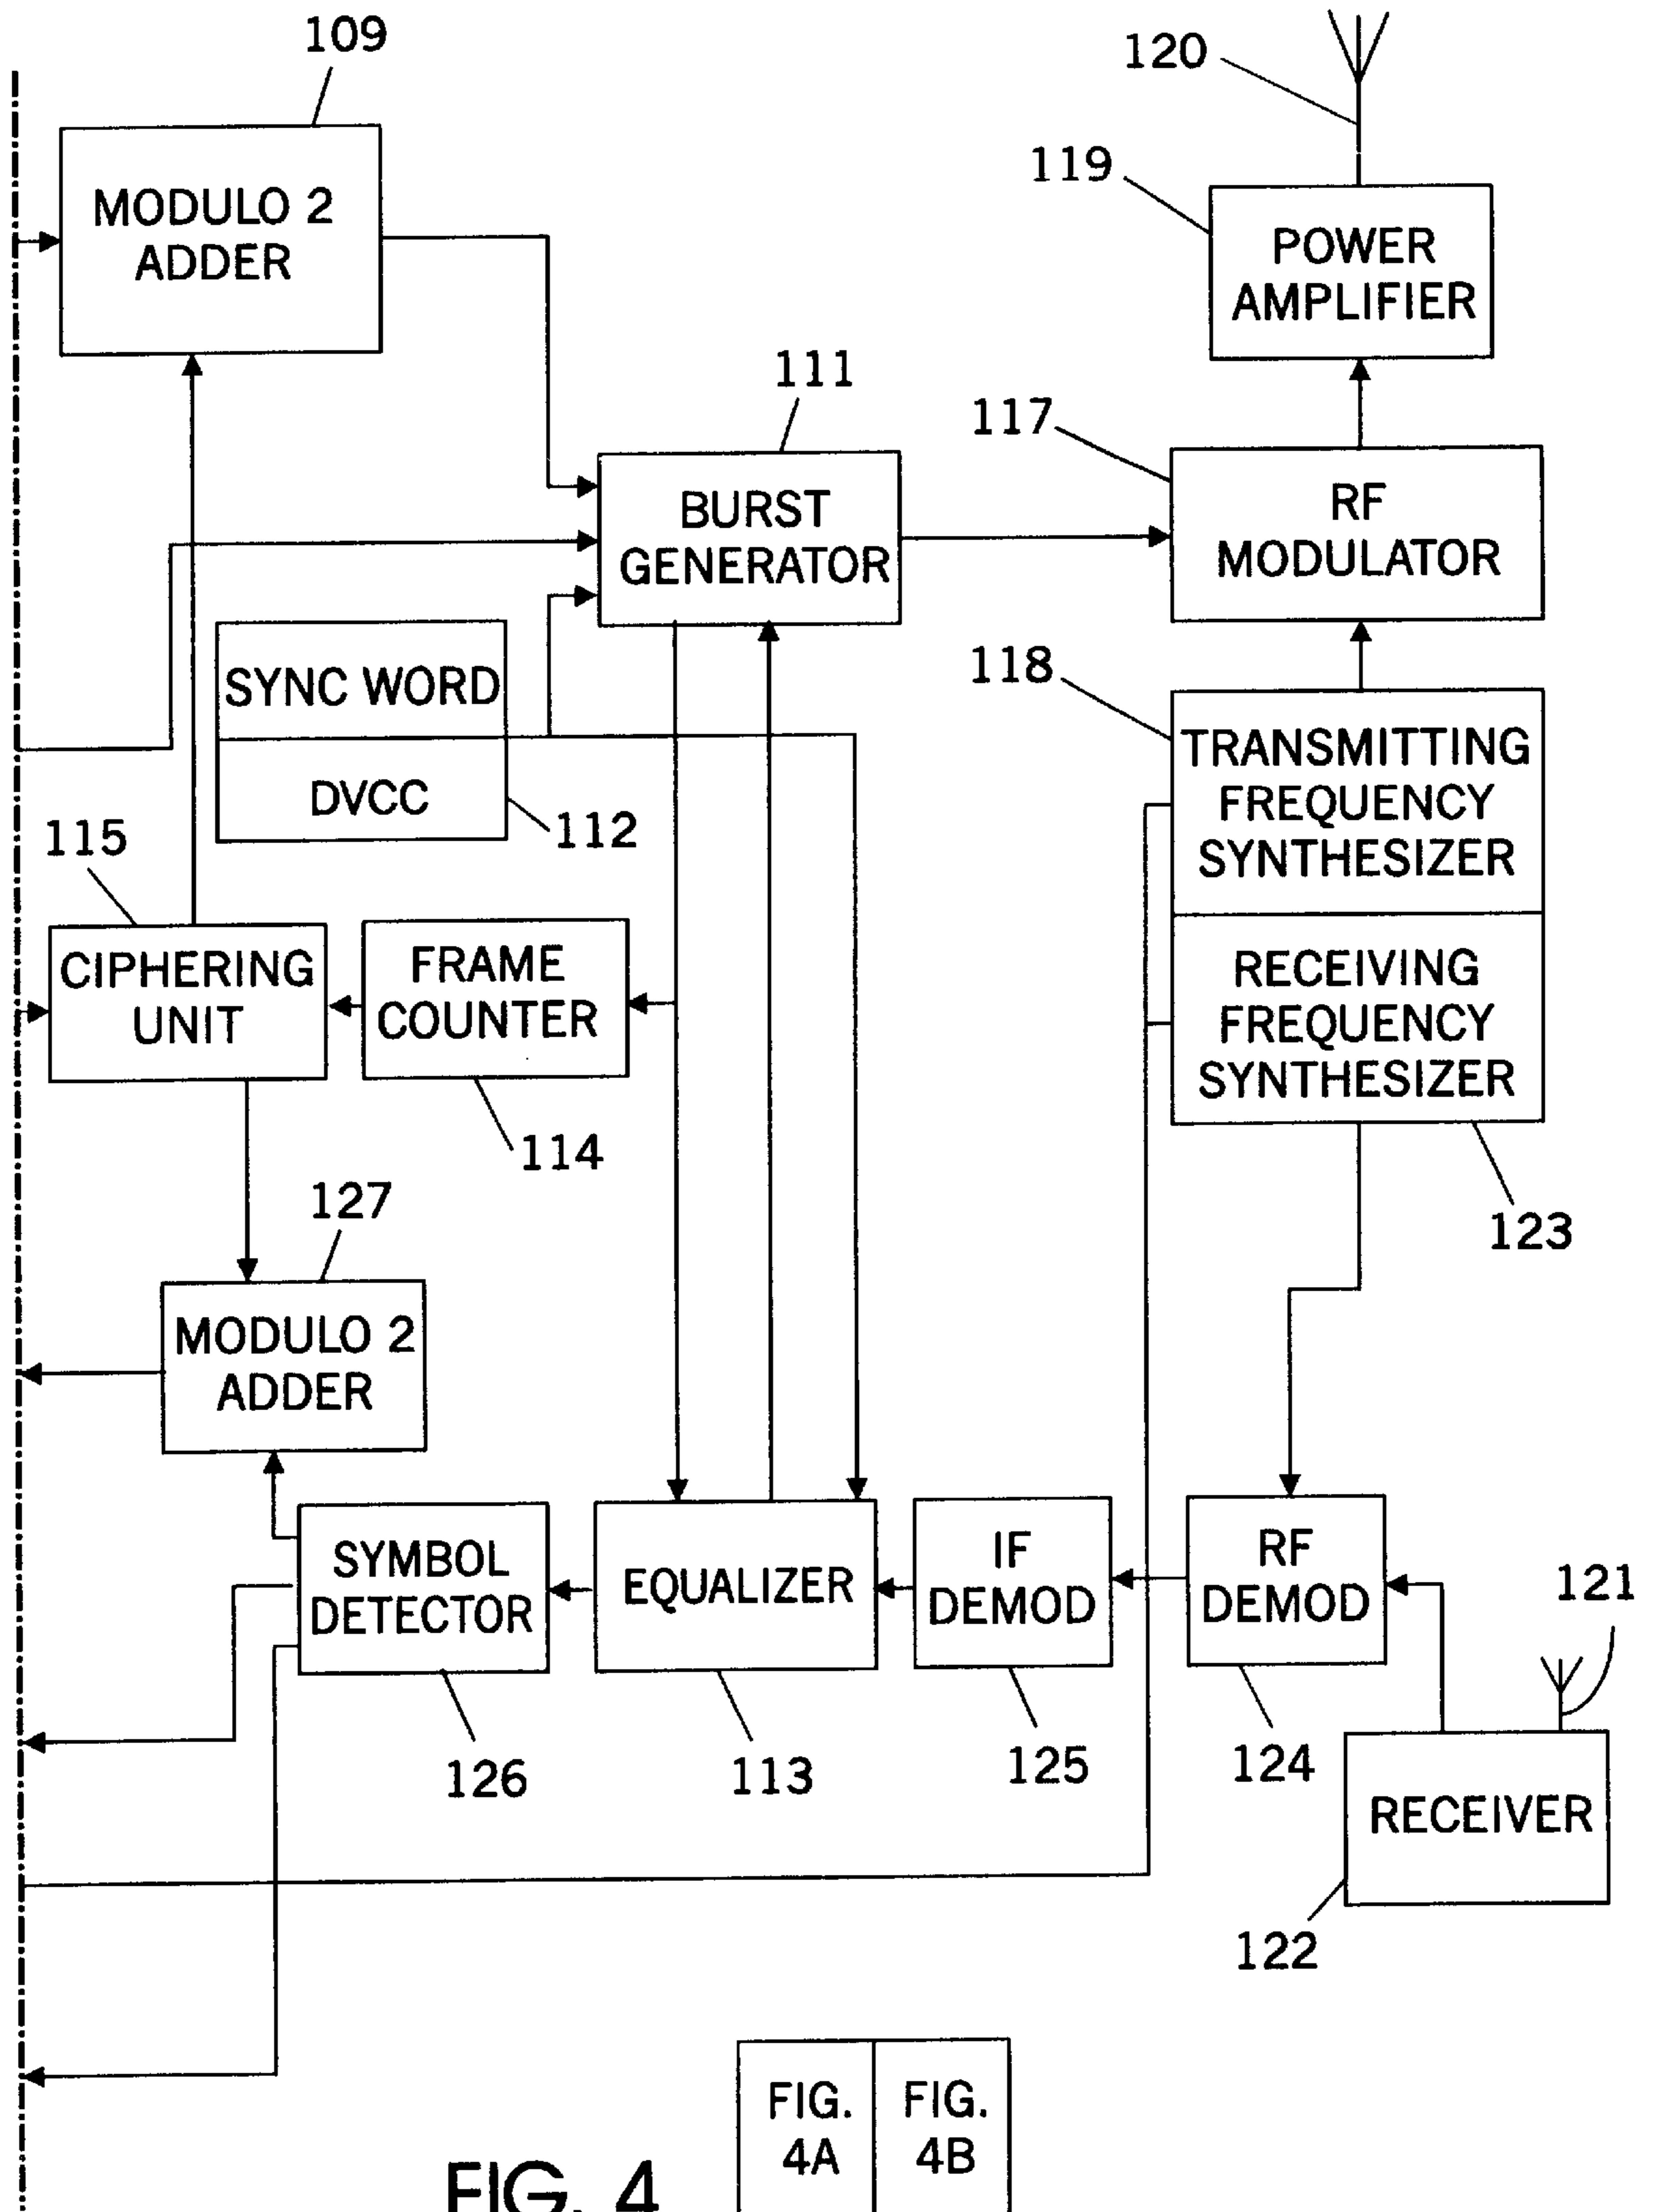 109
120
119
MODULO 2
ADDER
POWER
AMPLIFIER
111
117
BURST
GENERATOR
RF
MODULATOR
SYNC WORD
DVCC
112
118
TRANSMITTING
FREQUENCY
SYNTHESIZER
115
CIPHERING
UNIT
FRAME
COUNTER
114
RECEIVING
FREQUENCY
SYNTHESIZER
123
127
MODULO 2
ADDER
SYMBOL
DETECTOR
126
EQUALIZER
113
IF
DEMOD
125
RF
DEMOD
124
121
RECEIVER
122
FIG.
4A
FIG.
4B
FIG. 4